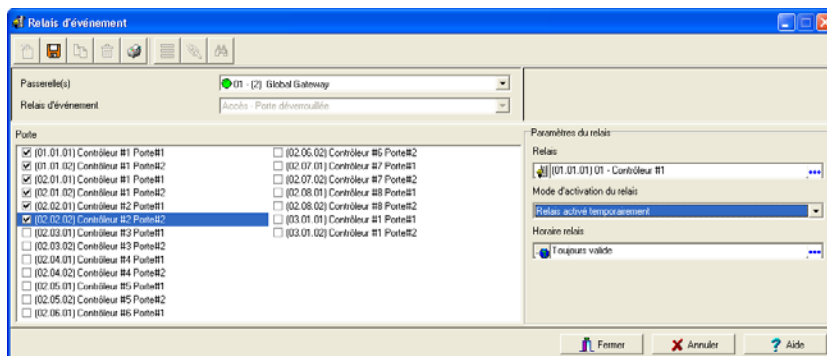 Relais d'événement
Passerelle(s)
01 - (2) Global Gateway
Relais d'événement
Accès - Porte déverrouillée
Porte
(01.01.01) Contrôleur #1 Porte#1
(01.01.02) Contrôleur #1 Porte#2
(02.01.01) Contrôleur #1 Porte#1
(02.01.02) Contrôleur #1 Porte#2
(02.02.01) Contrôleur #2 Porte#1
(02.02.02) Contrôleur #2 Porte#2
(02.03.01) Contrôleur #3 Porte#1
(02.03.02) Contrôleur #3 Porte#2
(02.04.01) Contrôleur #4 Porte#1
(02.04.02) Contrôleur #4 Porte#2
(02.05.01) Contrôleur #5 Porte#1
(02.05.02) Contrôleur #5 Porte#2
(02.06.01) Contrôleur #6 Porte#1
(02.06.02) Contrôleur #6 Porte#2
(02.07.01) Contrôleur #7 Porte#1
(02.07.02) Contrôleur #7 Porte#2
(02.08.01) Contrôleur #8 Porte#1
(02.08.02) Contrôleur #8 Porte#2
(03.01.01) Contrôleur #1 Porte#1
(03.01.02) Contrôleur #1 Porte#2
Paramètres du relais
Relais
(01.01.01) 01 - Contrôleur #1
Mode d'activation du relais
Relais activé temporairement
Horaire relais
Toujours valide
Fermer
Annuler
Aide